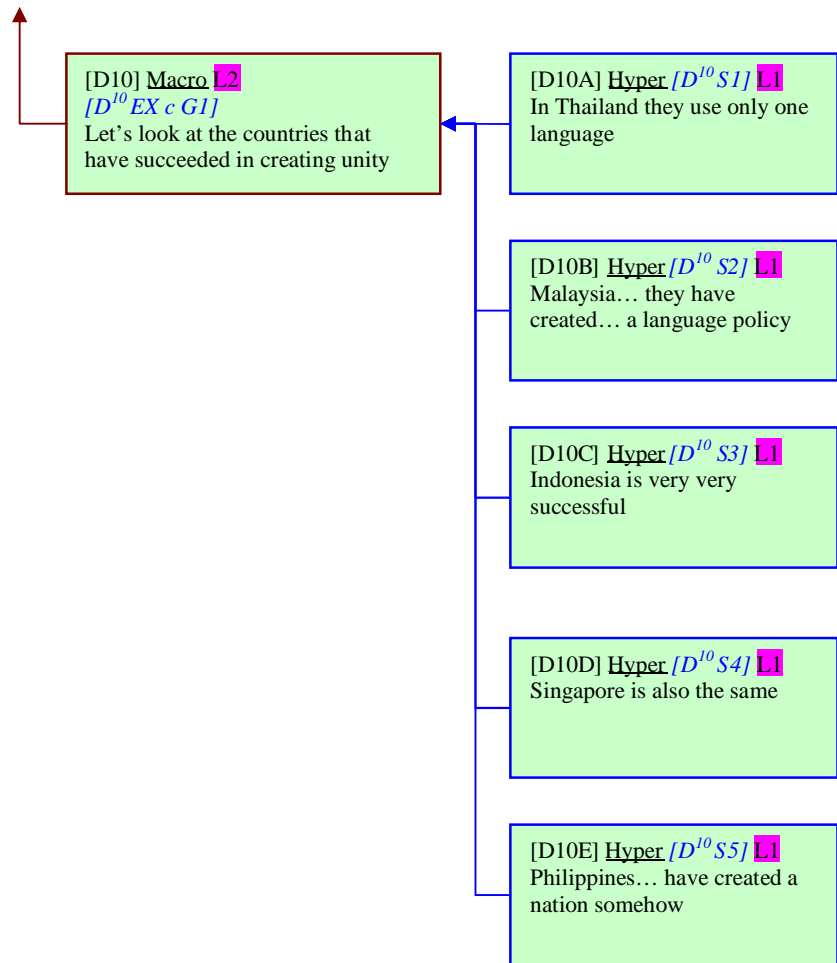 [D10] Macro L2
[D10 EX c G1]
Let’s look at the countries that
have succeeded in creating unity
[D10A] Hyper [D10 S1] L1
In Thailand they use only one
language
[D10B] Hyper [D10 S2] L1
Malaysia… they have
created… a language policy
[D10C] Hyper [D10 S3] L1
Indonesia is very very
successful
[D10D] Hyper [D10 S4] L1
Singapore is also the same
[D10E] Hyper [D10 S5] L1
Philippines… have created a
nation somehow